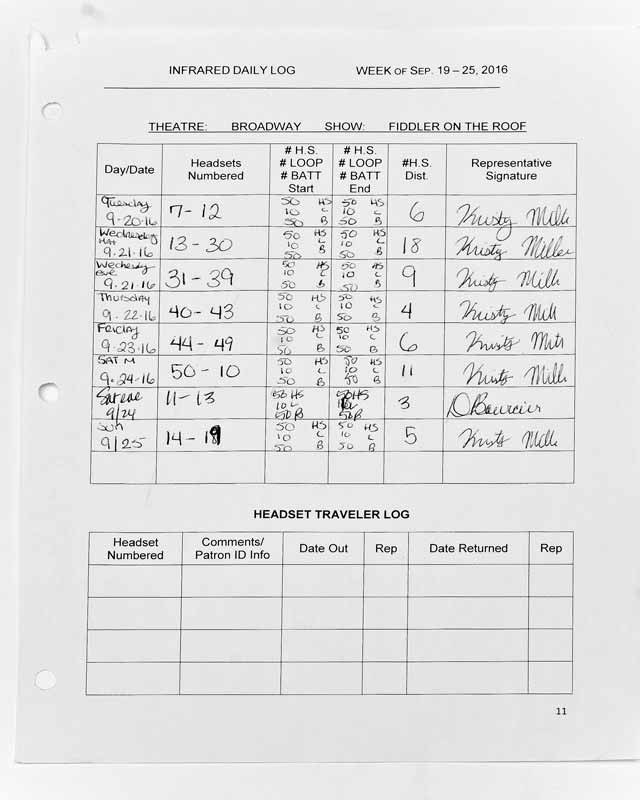 INFRARED DAILY LOG WEEK OF SEP. 19 – 25, 2016
THEATRE: BROADWAY SHOW: FIDDLER ON THE ROOF
Day/Date Headsets Numbered # H.S. # LOOP # BATT Start # H.S. # LOOP # BATT End #H.S. Dist. Representative Signature
Tuesday 9-20-16 7-12 50 HS 10 L 50 B 50 HS 10 L 50 B 6 Kristy Mille
Wednesday MAT 9.21.16 13-30 50 HS 10 L 50 B 50 HS 10 L 50 B 18 Kristy Miller
Wednesday eve 9.21.16 31-39 50 HS 10 L 50 B 50 HS 10 L 50 B 9 Kristy Mille
Thursday 9.22.16 40-43 50 HS 10 L 50 B 50 HS 10 L 50 B 4 Kristy
Friday 9.23.16 44-49 50 HS 10 L 50 B 50 HS 10 L 50 B 6 Kristy
SAT M 9.24.16 50-10 50 HS 10 L 50 B 50 HS 10 L 50 B 11 Kristy Mille
Sat eve 9/24 11-13 50 HS 10 L 50 B 50 HS 10 L 50 B 3 D Bourcier
Sun 9/25 14-18 50 HS 10 L 50 B 50 HS 10 L 50 B 5 Kristy Mille
HEADSET TRAVELER LOG
Headset Numbered Comments/ Patron ID Info Date Out Rep Date Returned Rep
11